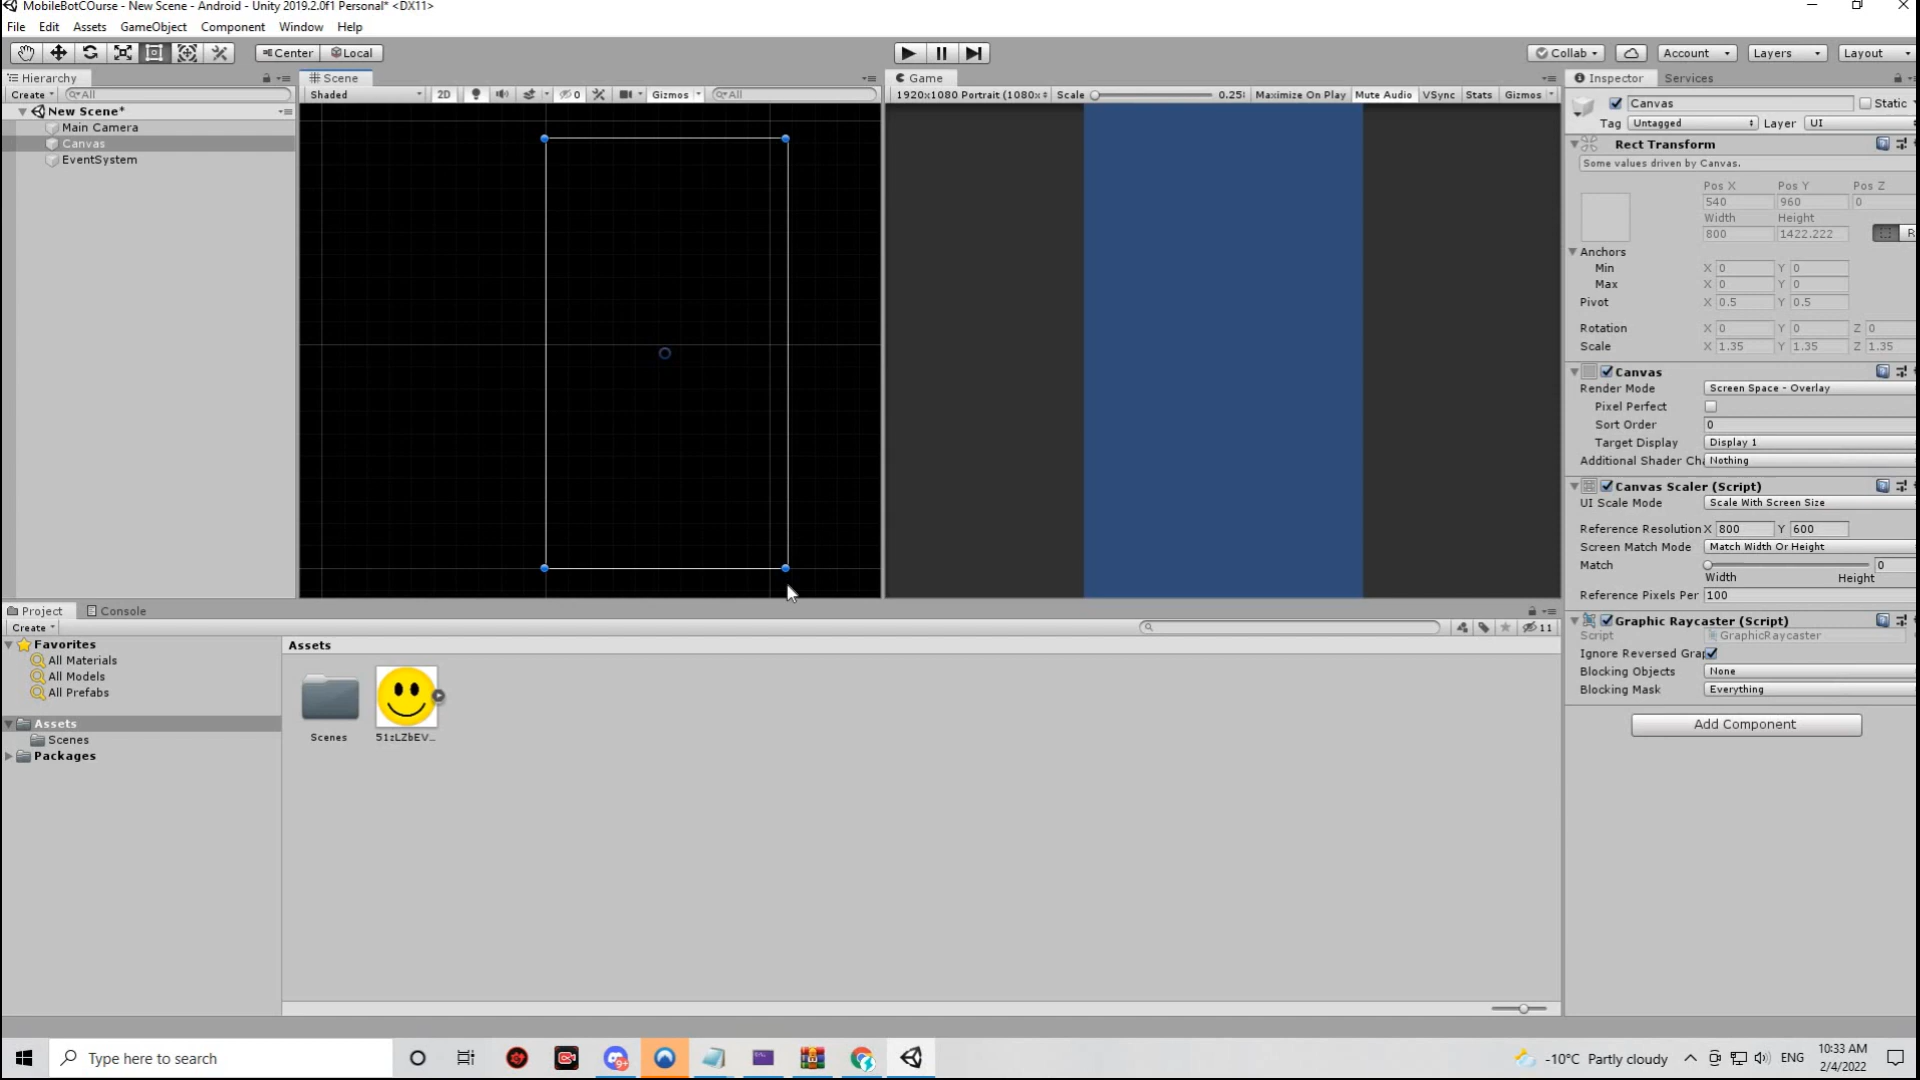 MobileBotCOurse - New Scene - Android - Unity 2019.2.0f1 Personal* <DX11>
File Edit Assets GameObject Component Window Help
Center Local
Collab Account Layers Layout
Hierarchy
Create All
New Scene*
Main Camera
Canvas
EventSystem
Scene
Shaded 2D 0 Gizmos All
Game
1920x1080 Portrait (1080x Scale 0.25 Maximize On Play Mute Audio VSync Stats Gizmos
Inspector Services
Canvas Static
Tag Untagged Layer UI
Rect Transform
Some values driven by Canvas.
Pos X Pos Y Pos Z
540 960 0
Width Height
800 1422.222 R
Anchors
Min X 0 Y 0
Max X 0 Y 0
Pivot X 0.5 Y 0.5
Rotation X 0 Y 0 Z 0
Scale X 1.35 Y 1.35 Z 1.35
Canvas
Render Mode Screen Space - Overlay
Pixel Perfect
Sort Order 0
Target Display Display 1
Additional Shader Cha Nothing
Canvas Scaler (Script)
UI Scale Mode Scale With Screen Size
Reference Resolution X 800 Y 600
Screen Match Mode Match Width Or Height
Match 0
Width Height
Reference Pixels Per 100
Graphic Raycaster (Script)
Script GraphicRaycaster
Ignore Reversed Grap
Blocking Objects None
Blocking Mask Everything
Add Component
Project Console
Create 11
Favorites
All Materials
All Models
All Prefabs
Assets
Scenes
Packages
Assets
Scenes 51zLZbEV...
Type here to search
9+
-10°C Partly cloudy ENG
10:33 AM
2/4/2022